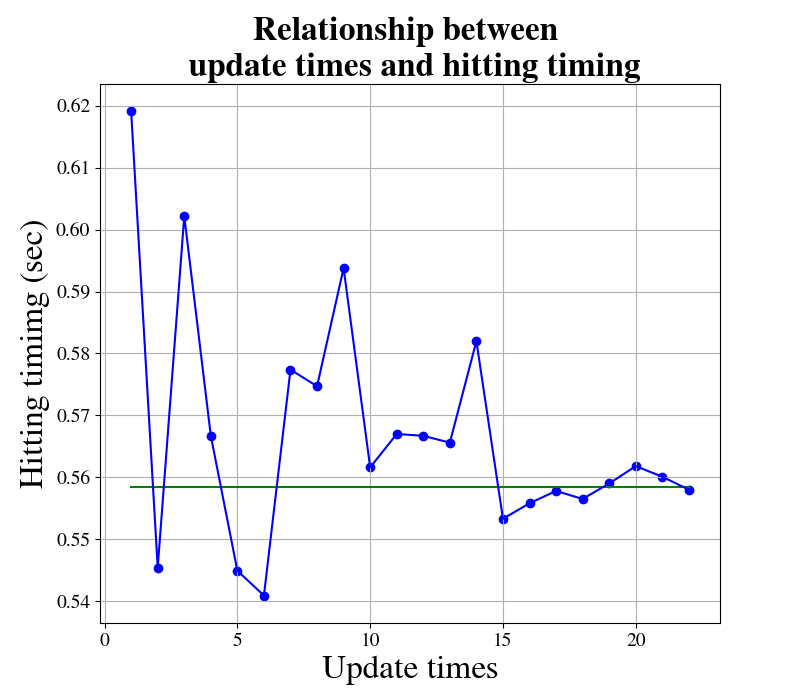 Relationship between
update times and hitting timing
0.62
0.61
0.60
0.59
0.58
0.57
0.56
0.55
0.54
Hitting timimg (sec)
0 5 10 15 20
Update times